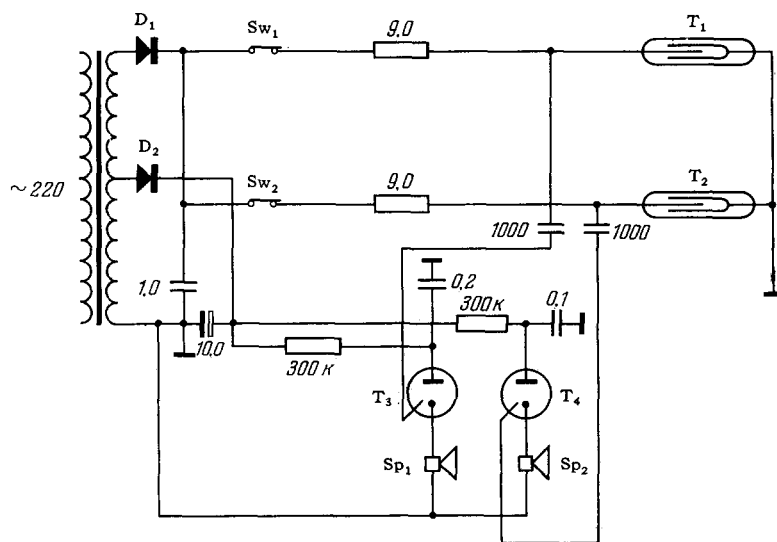 D₁
Sw₁
9,0
T₁
~220
D₂
Sw₂
9,0
T₂
1000
1000
1,0
0,2
300 к
0,1
10,0
300 к
T₃
T₄
Sp₁
Sp₂